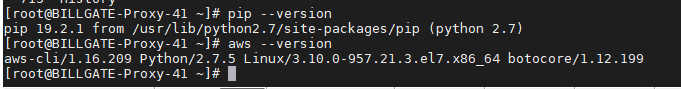 [root@BILLGATE-Proxy-41 ~]# pip --version
pip 19.2.1 from /usr/lib/python2.7/site-packages/pip (python 2.7)
[root@BILLGATE-Proxy-41 ~]# aws --version
aws-cli/1.16.209 Python/2.7.5 Linux/3.10.0-957.21.3.el7.x86_64 botocore/1.12.199
[root@BILLGATE-Proxy-41 ~]#